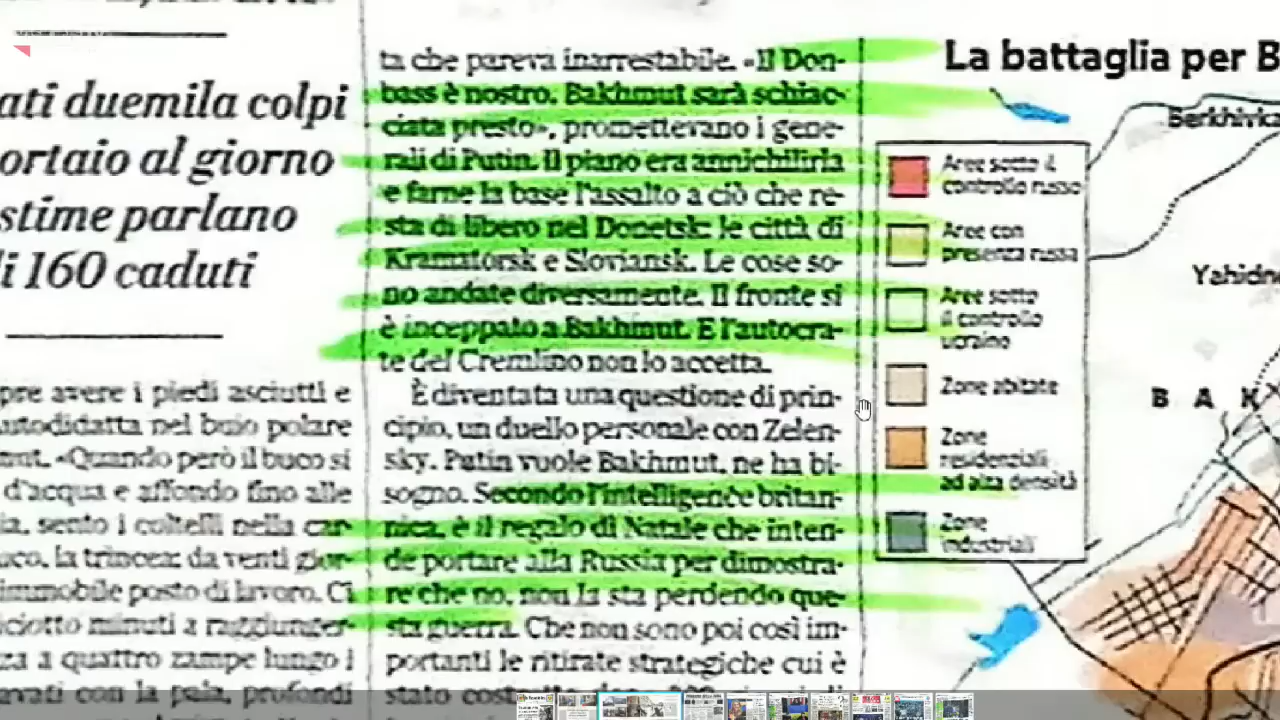 ati duemila colpi
ortaio al giorno
stime parlano
i 160 caduti
pre avere i piedi asciutti e
utodidatta nel buio polare
mut. «Quando però il buco si
d'acqua e affondo fino alle
ia, sento i coltelli nella car-
uco, la trincea: da venti gior-
immobile posto di lavoro. Ci
ciotto minuti a raggiunger-
za a quattro zampe lungo i
con la pala, profondi
ta che pareva inarrestabile. «Il Don-
bass è nostro. Bakhmut sarà schiac-
ciata presto», promettevano i gene-
rali di Putin. Il piano era annichilirla
e farne la base l'assalto a ciò che re-
sta di libero nel Donetsk: le città di
Kramatorsk e Sloviansk. Le cose so-
no andate diversamente. Il fronte si
è inceppato a Bakhmut. E l'autocra-
te del Cremlino non lo accetta.
È diventata una questione di prin-
cipio, un duello personale con Zelen-
sky. Putin vuole Bakhmut, ne ha bi-
sogno. Secondo l'intelligence britan-
nica, è il regalo di Natale che inten-
de portare alla Russia per dimostra-
re che no, non la sta perdendo que-
sta guerra. Che non sono poi così im-
portanti le ritirate strategiche cui è
stato
La battaglia per B
Berkhivka
Aree sotto il
controllo russo
Aree con
presenza russa
Aree sotto
il controllo
ucraino
Zone abitate
Zone
residenziali
ad alta densità
Zone
industriali
Yahidn
B A K